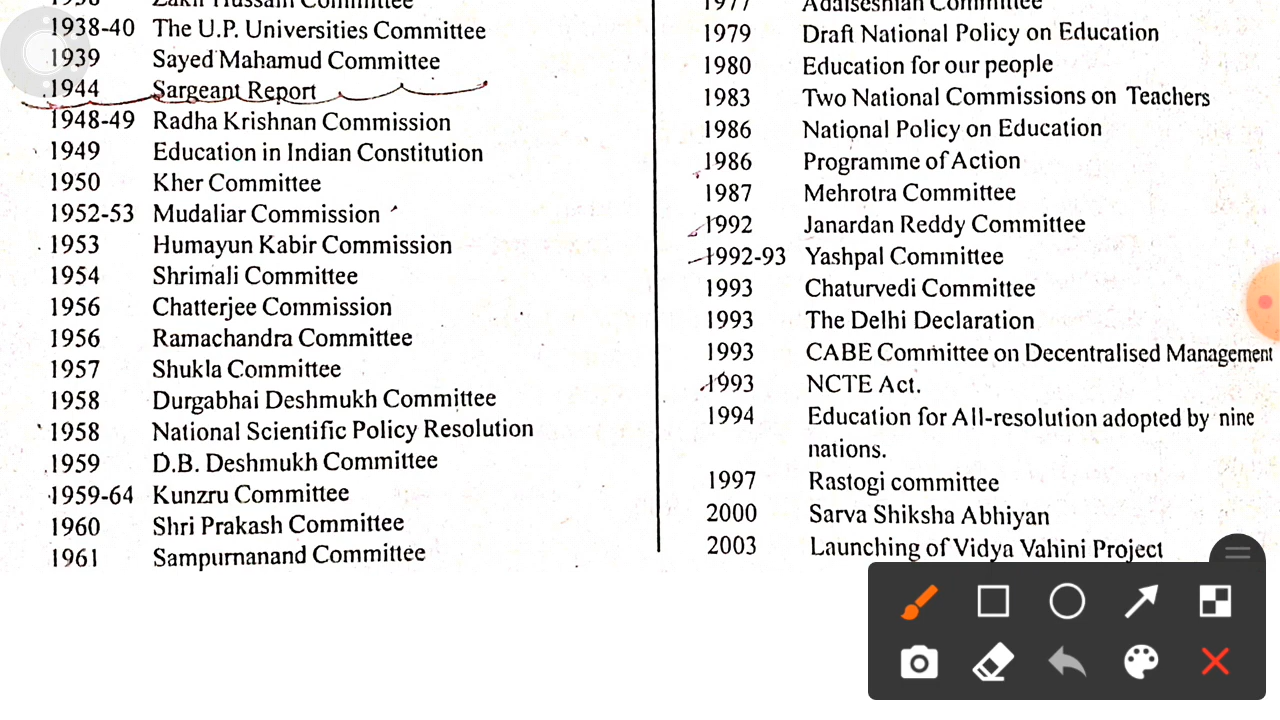 1938-40 The U.P. Universities Committee
1939 Sayed Mahamud Committee
1944 Sargeant Report
1948-49 Radha Krishnan Commission
1949 Education in Indian Constitution
1950 Kher Committee
1952-53 Mudaliar Commission
1953 Humayun Kabir Commission
1954 Shrimali Committee
1956 Chatterjee Commission
1956 Ramachandra Committee
1957 Shukla Committee
1958 Durgabhai Deshmukh Committee
1958 National Scientific Policy Resolution
1959 D.B. Deshmukh Committee
1959-64 Kunzru Committee
1960 Shri Prakash Committee
1961 Sampurnanand Committee
1977 Adaiseshian Committee
1979 Draft National Policy on Education
1980 Education for our people
1983 Two National Commissions on Teachers
1986 National Policy on Education
1986 Programme of Action
1987 Mehrotra Committee
1992 Janardan Reddy Committee
1992-93 Yashpal Committee
1993 Chaturvedi Committee
1993 The Delhi Declaration
1993 CABE Committee on Decentralised Management
1993 NCTE Act.
1994 Education for All-resolution adopted by nine
nations.
1997 Rastogi committee
2000 Sarva Shiksha Abhiyan
2003 Launching of Vidya Vahini Project